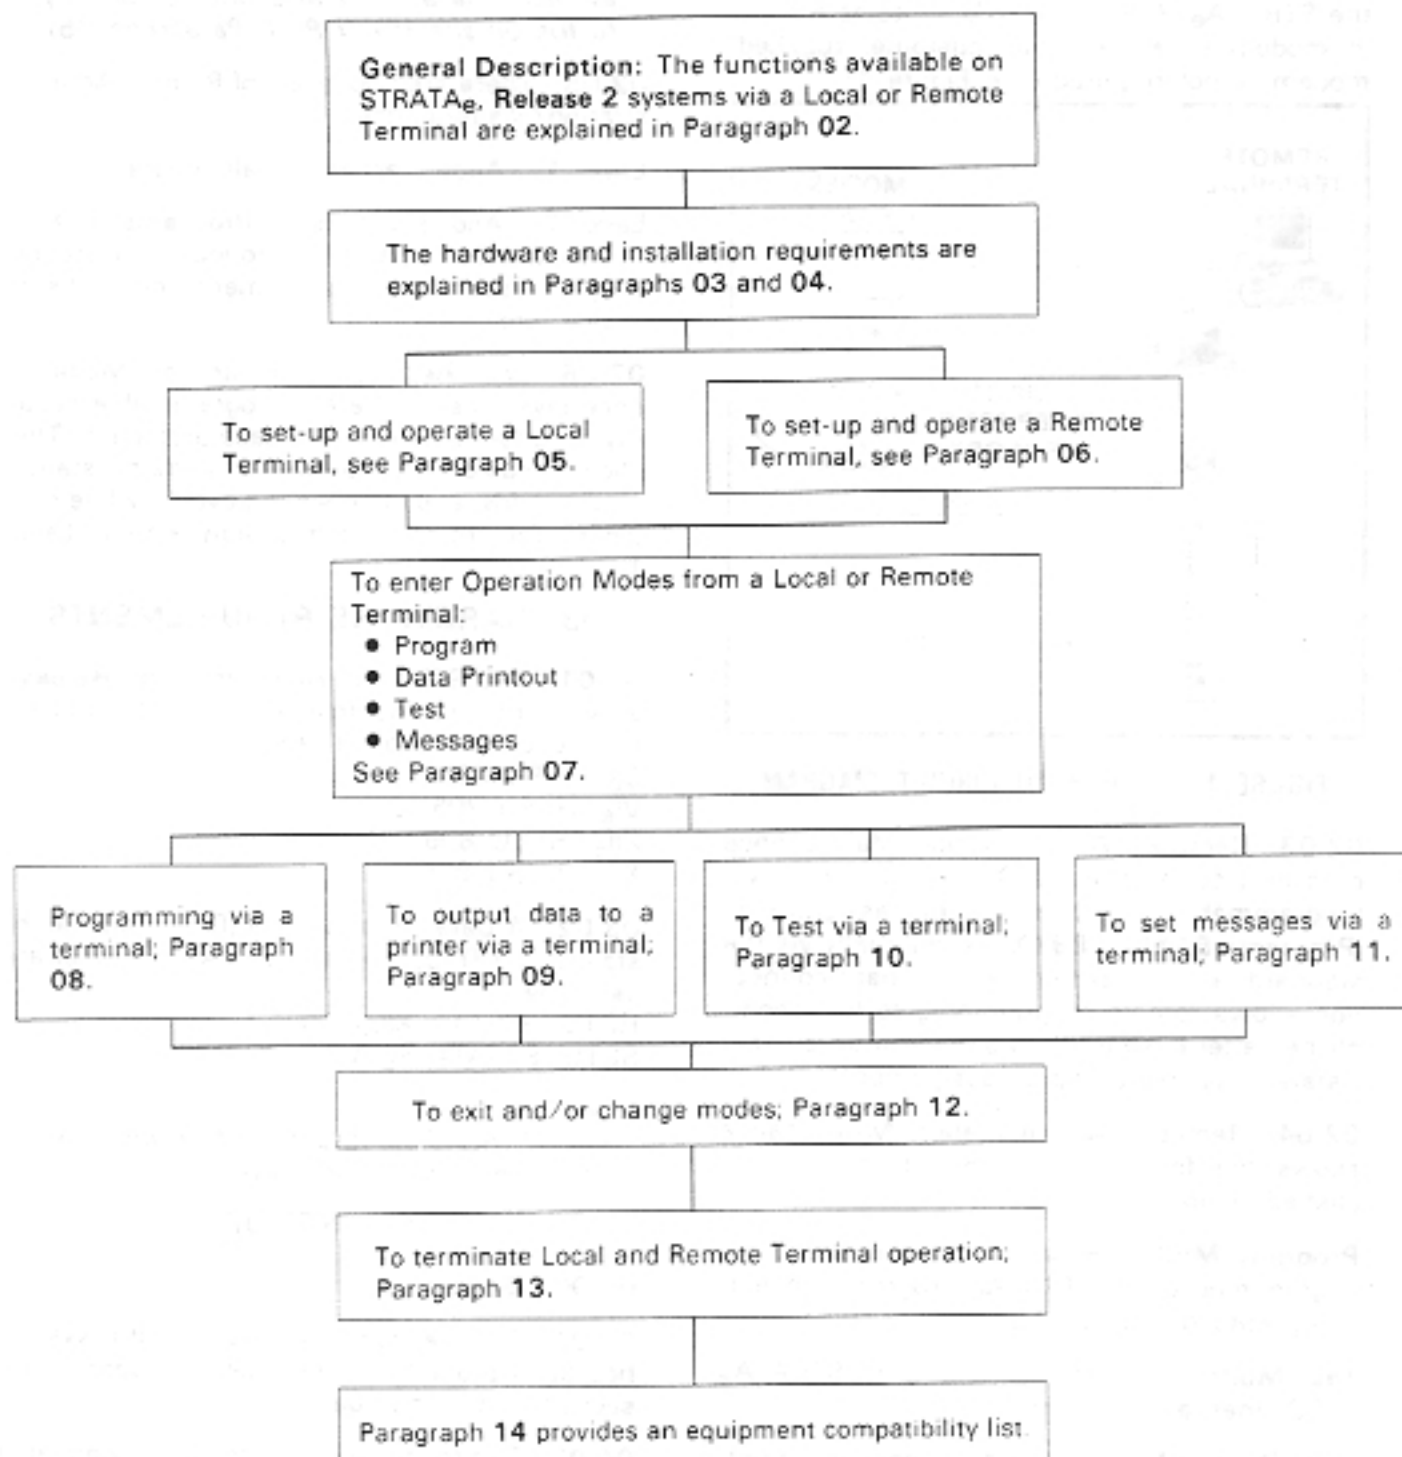 General Description: The functions available on
STRATAe, Release 2 systems via a Local or Remote
Terminal are explained in Paragraph 02.
The hardware and installation requirements are
explained in Paragraphs 03 and 04.
To set-up and operate a Local
Terminal, see Paragraph 05.
To set-up and operate a Remote
Terminal, see Paragraph 06.
To enter Operation Modes from a Local or Remote
Terminal:
● Program
● Data Printout
● Test
● Messages
See Paragraph 07.
Programming via a
terminal; Paragraph
08.
To output data to a
printer via a terminal;
Paragraph 09.
To Test via a terminal;
Paragraph 10.
To set messages via a
terminal; Paragraph 11.
To exit and/or change modes; Paragraph 12.
To terminate Local and Remote Terminal operation;
Paragraph 13.
Paragraph 14 provides an equipment compatibility list.